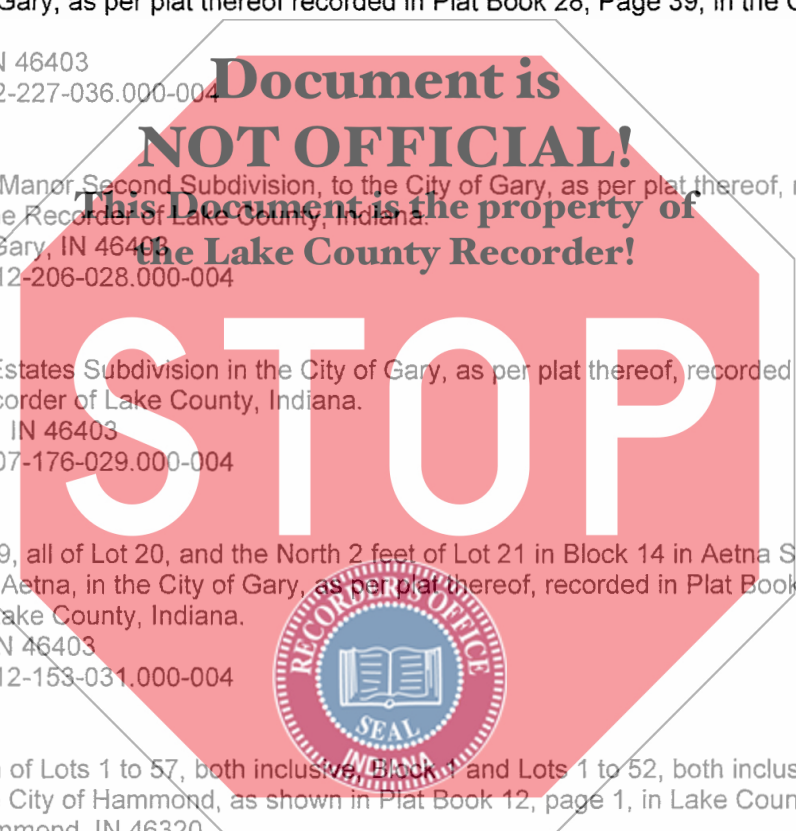 Gary, as per plat thereof recorded in Plat Book 28, Page 39, in the
N 46403
2-227-036.000-004
Document is
NOT OFFICIAL!
Manor Second Subdivision, to the City of Gary, as per plat thereof,
This Document is the property of
he Recorder of Lake County, Indiana.
Gary, IN 46403
the Lake County Recorder!
12-206-028.000-004
STOP
Estates Subdivision in the City of Gary, as per plat thereof, recorded
corder of Lake County, Indiana.
IN 46403
07-176-029.000-004
9, all of Lot 20, and the North 2 feet of Lot 21 in Block 14 in Aetna S
Aetna, in the City of Gary, as per plat thereof, recorded in Plat Book
ake County, Indiana.
N 46403
12-153-031.000-004
RECORDER'S OFFICE
SEAL
INDIANA
of Lots 1 to 57, both inclusive, Block 1 and Lots 1 to 52, both inclus
City of Hammond, as shown in Plat Book 12, page 1, in Lake Coun
mmond, IN 46320